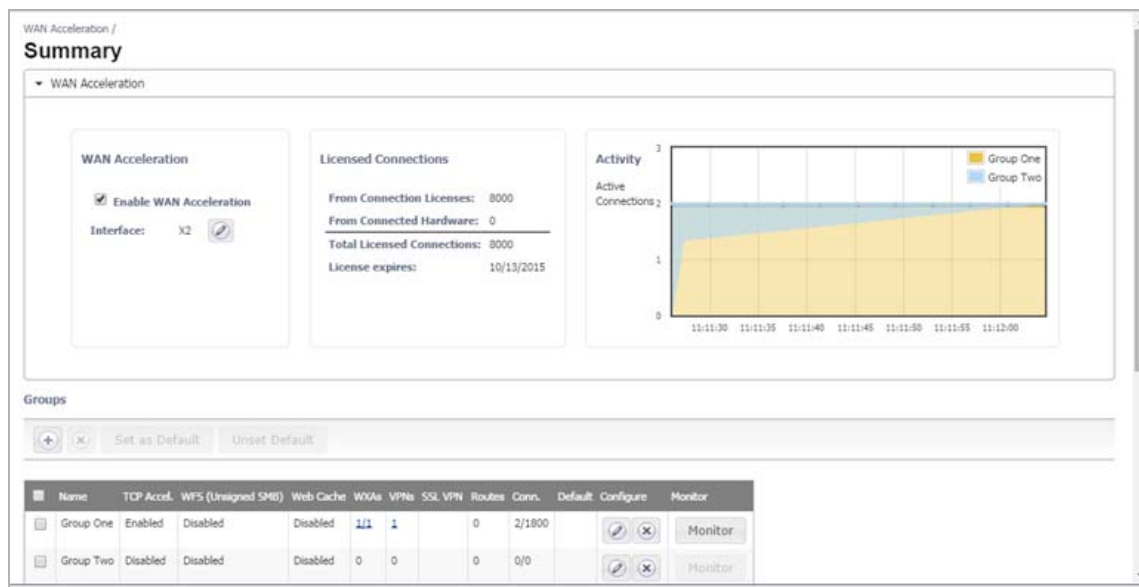 WAN Acceleration /
Summary
WAN Acceleration
WAN Acceleration
Enable WAN Acceleration
Interface: X2
Licensed Connections
From Connection Licenses: 8000
From Connected Hardware: 0
Total Licensed Connections: 8000
License expires: 10/13/2015
Activity
Active
Connections
3
2
1
0
Group One
Group Two
11:11:30 11:11:35 11:11:40 11:11:45 11:11:50 11:11:55 11:12:00
Groups
Set as Default Unset Default
Name TCP Accel. WFS (Unsigned SMB) Web Cache WXAs VPNs SSL VPN Routes Conn. Default Configure Monitor
Group One Enabled Disabled Disabled 1/1 1 0 2/1800 Monitor
Group Two Disabled Disabled Disabled 0 0 0 0/0 Monitor